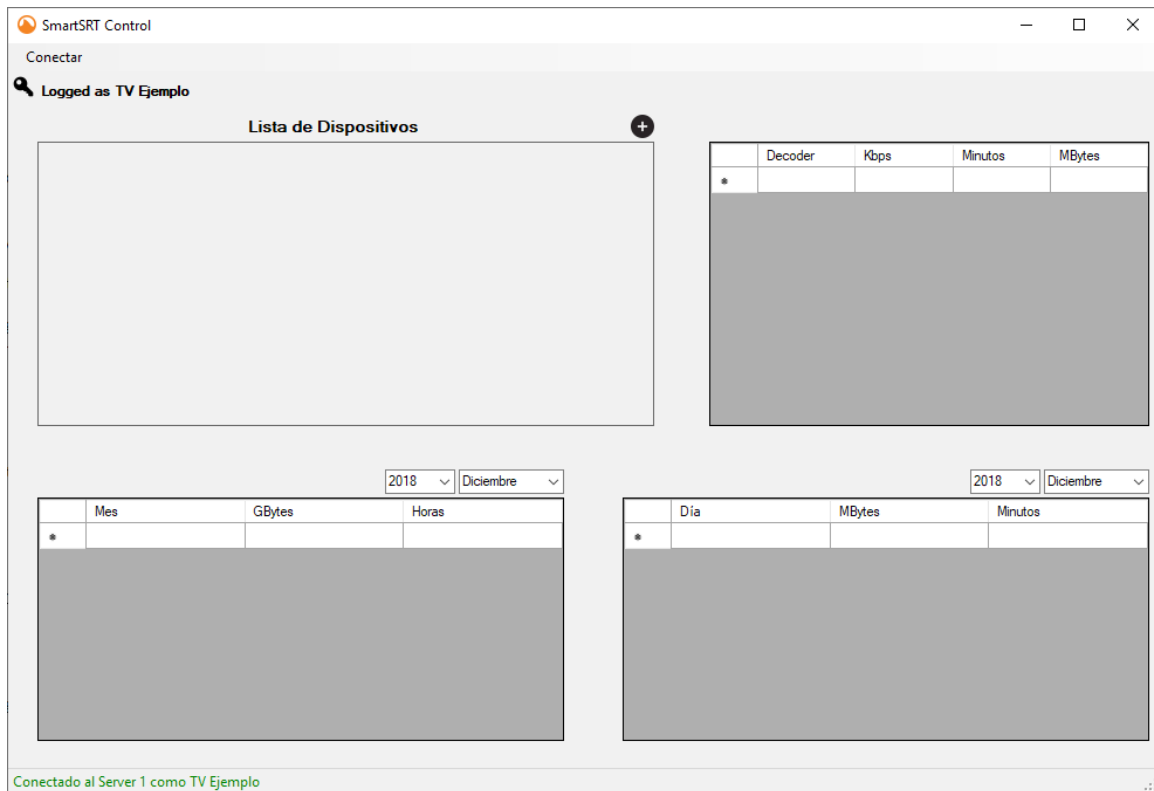 SmartSRT Control
Conectar
Logged as TV Ejemplo
Lista de Dispositivos
Decoder Kbps Minutos MBytes
2018 Diciembre
Mes GBytes Horas
2018 Diciembre
Día MBytes Minutos
Conectado al Server 1 como TV Ejemplo